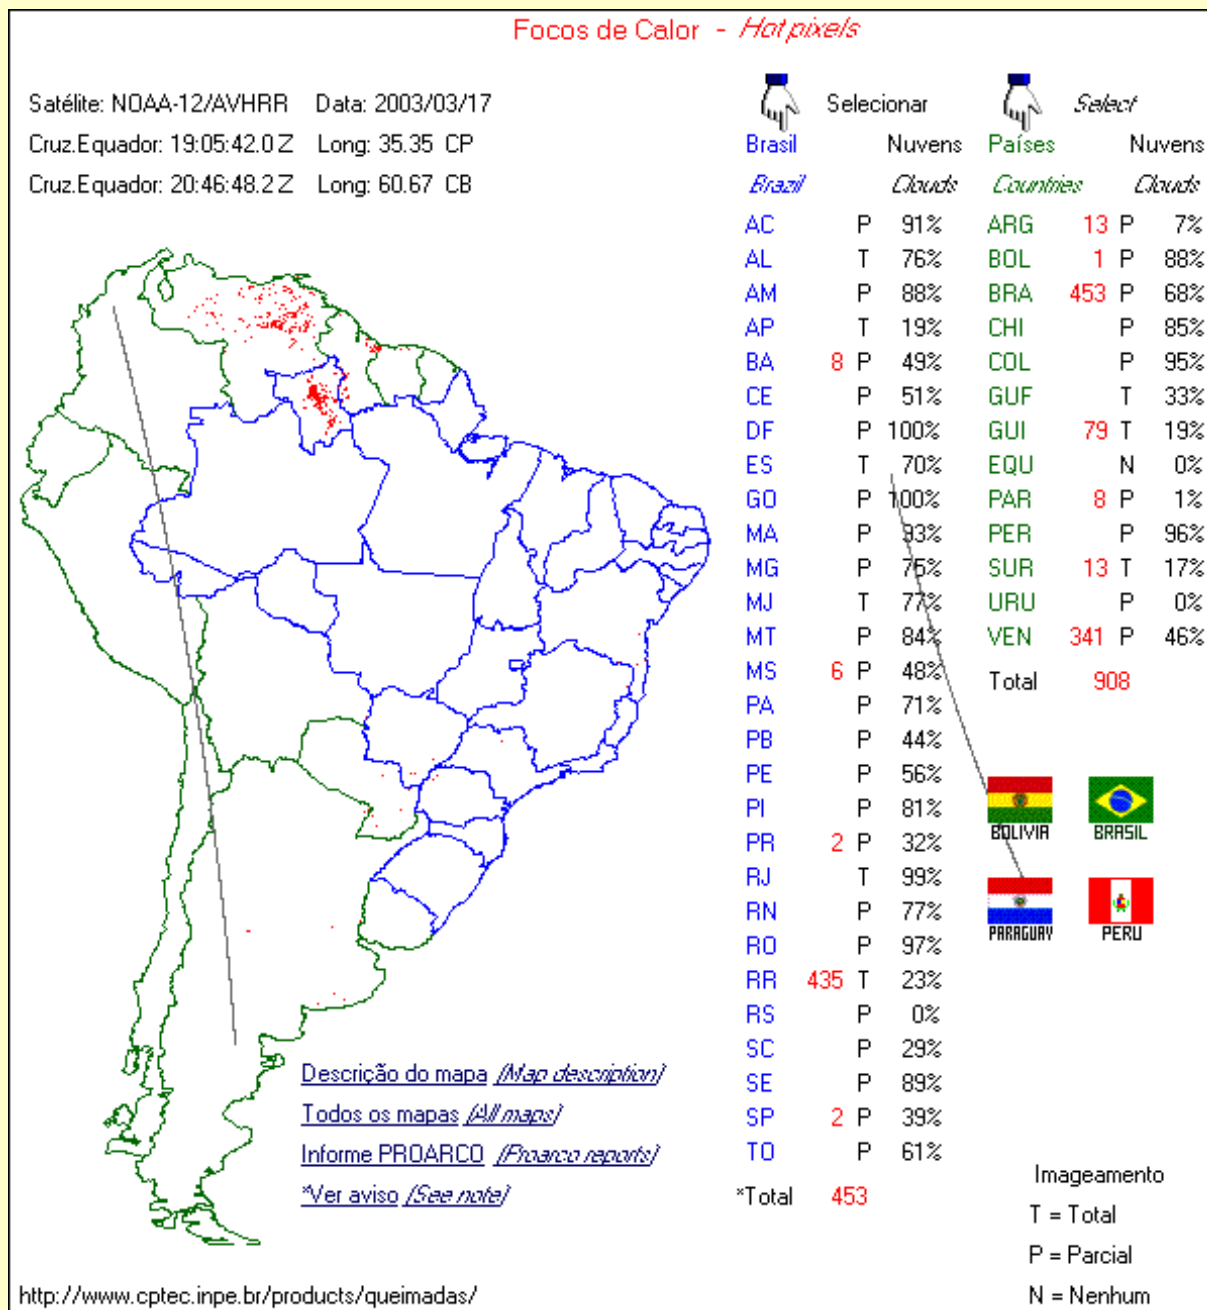 Focos de Calor - Hot pixels
Satélite: NOAA-12/AVHRR Data: 2003/03/17
Cruz.Equador: 19:05:42.0 Z Long: 35.35 CP
Cruz.Equador: 20:46:48.2 Z Long: 60.67 CB
Selecionar Select
Brasil Nuvens Países Nuvens
Brazil Clouds Countries Clouds
AC P 91% ARG 13 P 7%
AL T 76% BOL 1 P 88%
AM P 88% BRA 453 P 68%
AP T 19% CHI P 85%
BA 8 P 49% COL P 95%
CE P 51% GUF T 33%
DF P 100% GUI 79 T 19%
ES T 70% EQU N 0%
GO P 100% PAR 8 P 1%
MA P 93% PER P 96%
MG P 75% SUR 13 T 17%
MJ T 77% URU P 0%
MT P 84% VEN 341 P 46%
MS 6 P 48% Total 908
PA P 71%
PB P 44%
PE P 56%
PI P 81%
PR 2 P 32%
RJ T 99%
RN P 77%
RO P 97%
RR 435 T 23%
RS P 0%
SC P 29%
SE P 89%
SP 2 P 39%
TO P 61%
*Total 453
BOLIVIA BRASIL
PARAGUAY PERU
Descrição do mapa (Map description)
Todos os mapas (All maps)
Informe PROARCO (Proarco reports)
*Ver aviso (See note)
Imageamento
T = Total
P = Parcial
N = Nenhum
http://www.cptec.inpe.br/products/queimadas/